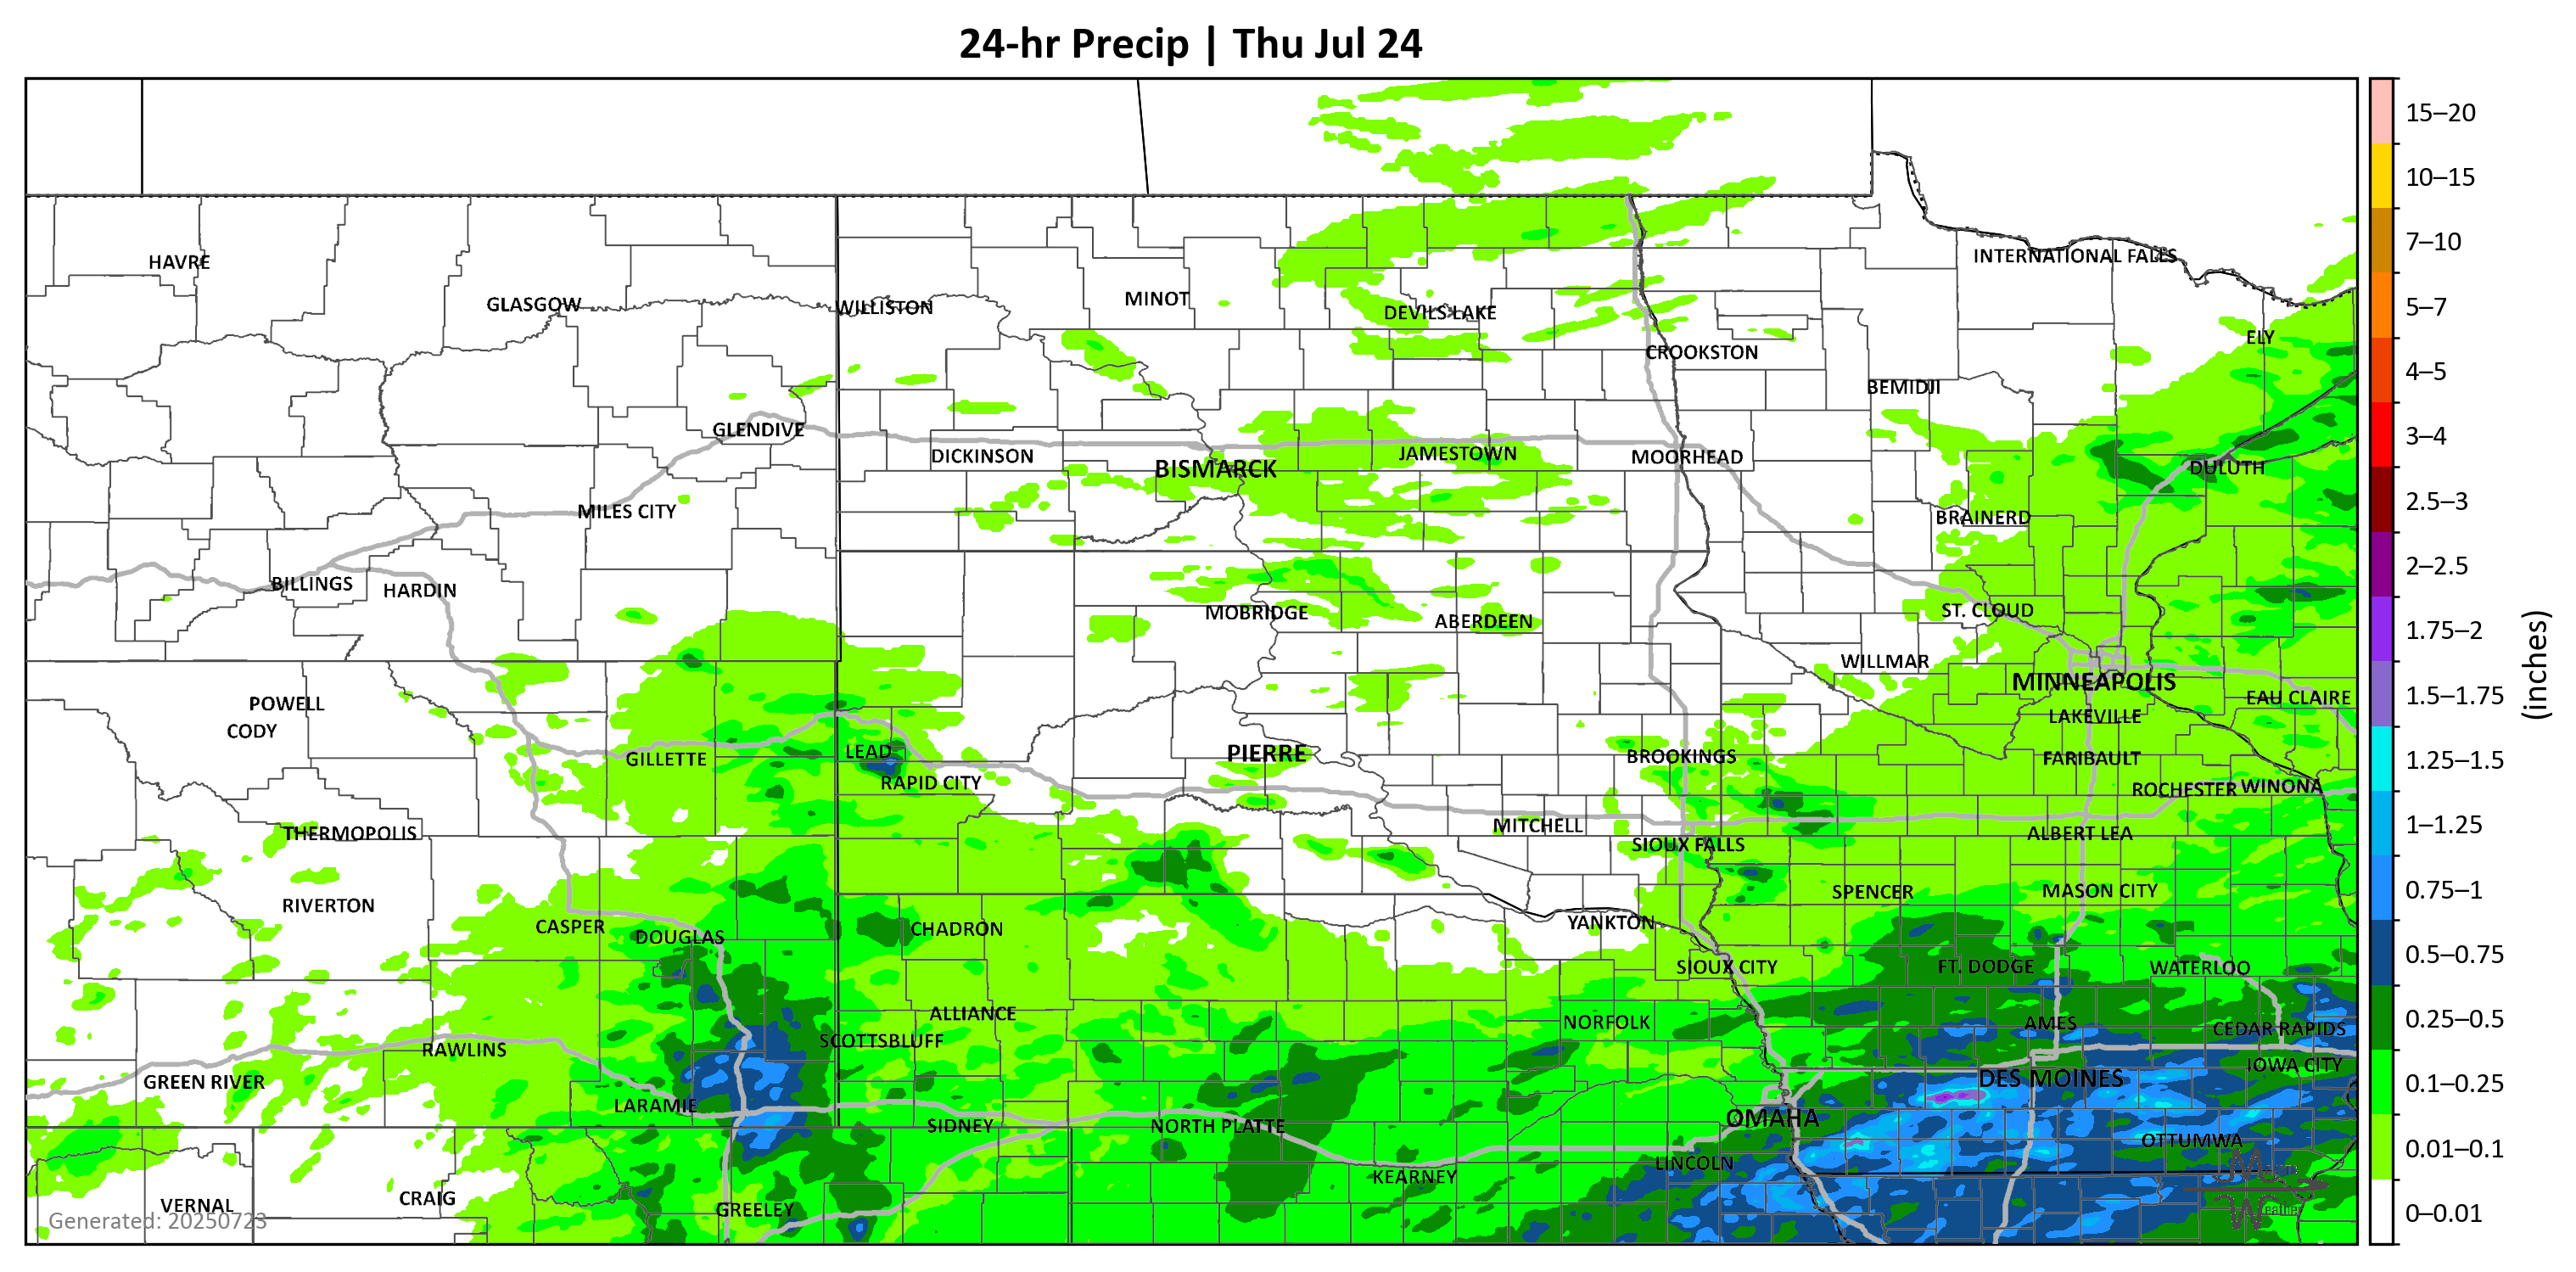 24-hr Precip | Thu Jul 24
15–20
10–15
7–10
5–7
4–5
3–4
2.5–3
2–2.5
1.75–2
1.5–1.75
1.25–1.5
1–1.25
0.75–1
0.5–0.75
0.25–0.5
0.1–0.25
0.01–0.1
0–0.01
(inches)
HAVRE
INTERNATIONAL FALLS
GLASGOW
WILLISTON
MINOT
DEVILS LAKE
ELY
CROOKSTON
BEMIDJI
GLENDIVE
DICKINSON
BISMARCK
JAMESTOWN
MOORHEAD
DULUTH
MILES CITY
BRAINERD
BILLINGS
HARDIN
MOBRIDGE
ABERDEEN
ST. CLOUD
WILLMAR
MINNEAPOLIS
EAU CLAIRE
POWELL
LAKEVILLE
CODY
GILLETTE
LEAD
PIERRE
BROOKINGS
FARIBAULT
RAPID CITY
ROCHESTER
WINONA
THERMOPOLIS
MITCHELL
SIOUX FALLS
ALBERT LEA
RIVERTON
SPENCER
MASON CITY
CASPER
DOUGLAS
CHADRON
YANKTON
SIOUX CITY
FT. DODGE
WATERLOO
ALLIANCE
NORFOLK
AMES
CEDAR RAPIDS
RAWLINS
SCOTTSBLUFF
IOWA CITY
GREEN RIVER
DES MOINES
LARAMIE
SIDNEY
NORTH PLATTE
OMAHA
OTTUMWA
LINCOLN
KEARNEY
VERNAL
CRAIG
GREELEY
Generated: 20250723